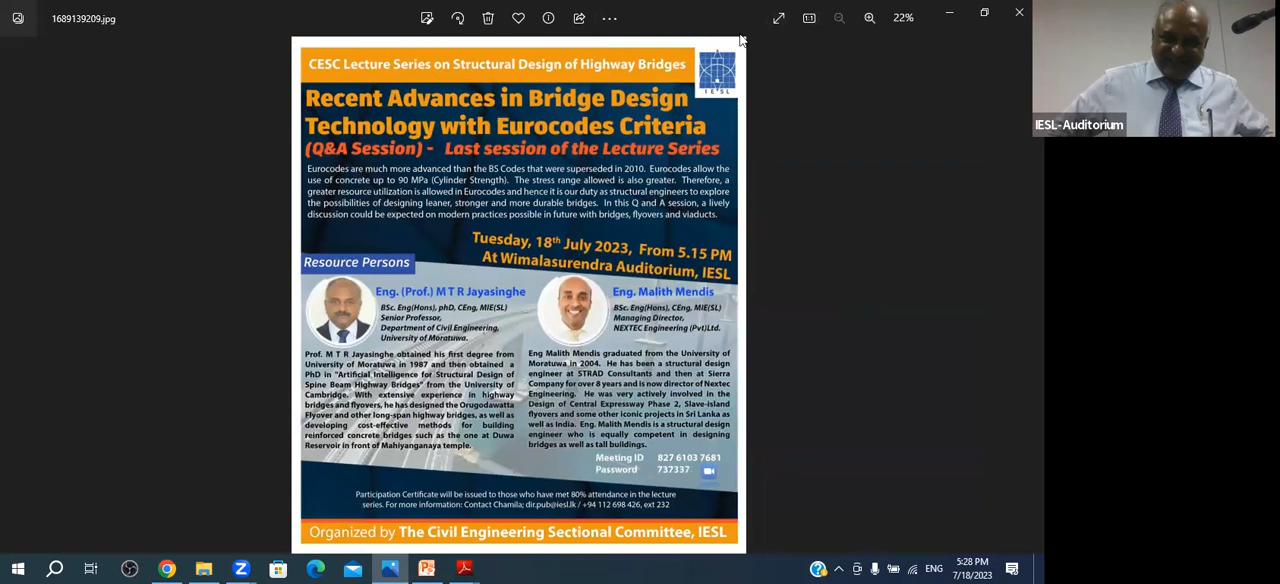 1689139209.jpg
22%
CESC Lecture Series on Structural Design of Highway Bridges
IESL
Recent Advances in Bridge Design
Technology with Eurocodes Criteria
(Q&A Session) - Last session of the Lecture Series
Eurocodes are much more advanced than the BS Codes that were superseded in 2010. Eurocodes allow the
use of concrete up to 90 MPa (Cylinder Strength). The stress range allowed is also greater. Therefore, a
greater resource utilization is allowed in Eurocodes and hence it is our duty as structural engineers to explore
the possibilities of designing leaner, stronger and more durable bridges. In this Q and A session, a lively
discussion could be expected on modern practices possible in future with bridges, flyovers and viaducts.
Tuesday, 18th July 2023, From 5.15 PM
At Wimalasurendra Auditorium, IESL
Resource Persons
Eng. (Prof.) M T R Jayasinghe
BSc. Eng(Hons), phD, CEng, MIE(SL)
Senior Professor,
Department of Civil Engineering,
University of Moratuwa.
Prof. M T R Jayasinghe obtained his first degree from
University of Moratuwa in 1987 and then obtained a
PhD in "Artificial Intelligence for Structural Design of
Spine Beam Highway Bridges" from the University of
Cambridge. With extensive experience in highway
bridges and flyovers, he has designed the Orugodawatta
Flyover and other long-span highway bridges, as well as
developing cost-effective methods for building
reinforced concrete bridges such as the one at Duwa
Reservoir in front of Mahiyanganaya temple.
Eng. Malith Mendis
BSc. Eng(Hons), CEng, MIE(SL)
Managing Director,
NEXTEC Engineering (Pvt)Ltd.
Eng Malith Mendis graduated from the University of
Moratuwa in 2004. He has been a structural design
engineer at STRAD Consultants and then at Sierra
Company for over 8 years and is now director of Nextec
Engineering. He was very actively involved in the
Design of Central Expressway Phase 2, Slave-island
flyovers and some other iconic projects in Sri Lanka as
well as India. Eng. Malith Mendis is a structural design
engineer who is equally competent in designing
bridges as well as tall buildings.
Meeting ID 827 6103 7681
Password 737337
Participation Certificate will be issued to those who have met 80% attendance in the lecture
series. For more information: Contact Chamila; dir.pub@iesl.lk / +94 112 698 426, ext 232
Organized by The Civil Engineering Sectional Committee, IESL
IESL-Auditorium
ENG
5:28 PM
7/18/2023